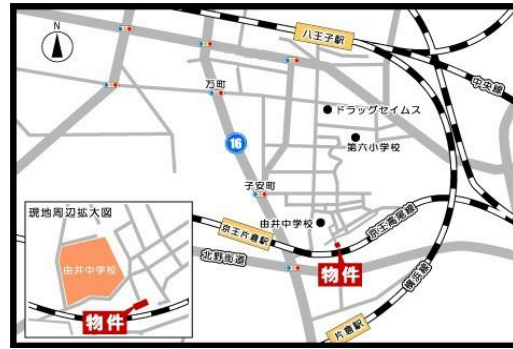 N
八王子駅
中央線
万町
ドラッグセイムス
第六小学校
16
子安町
現地周辺拡大図
由井中学校
京王高尾線
京王片倉駅
北野街道
物件
由井中学校
横浜線
物件
片倉駅